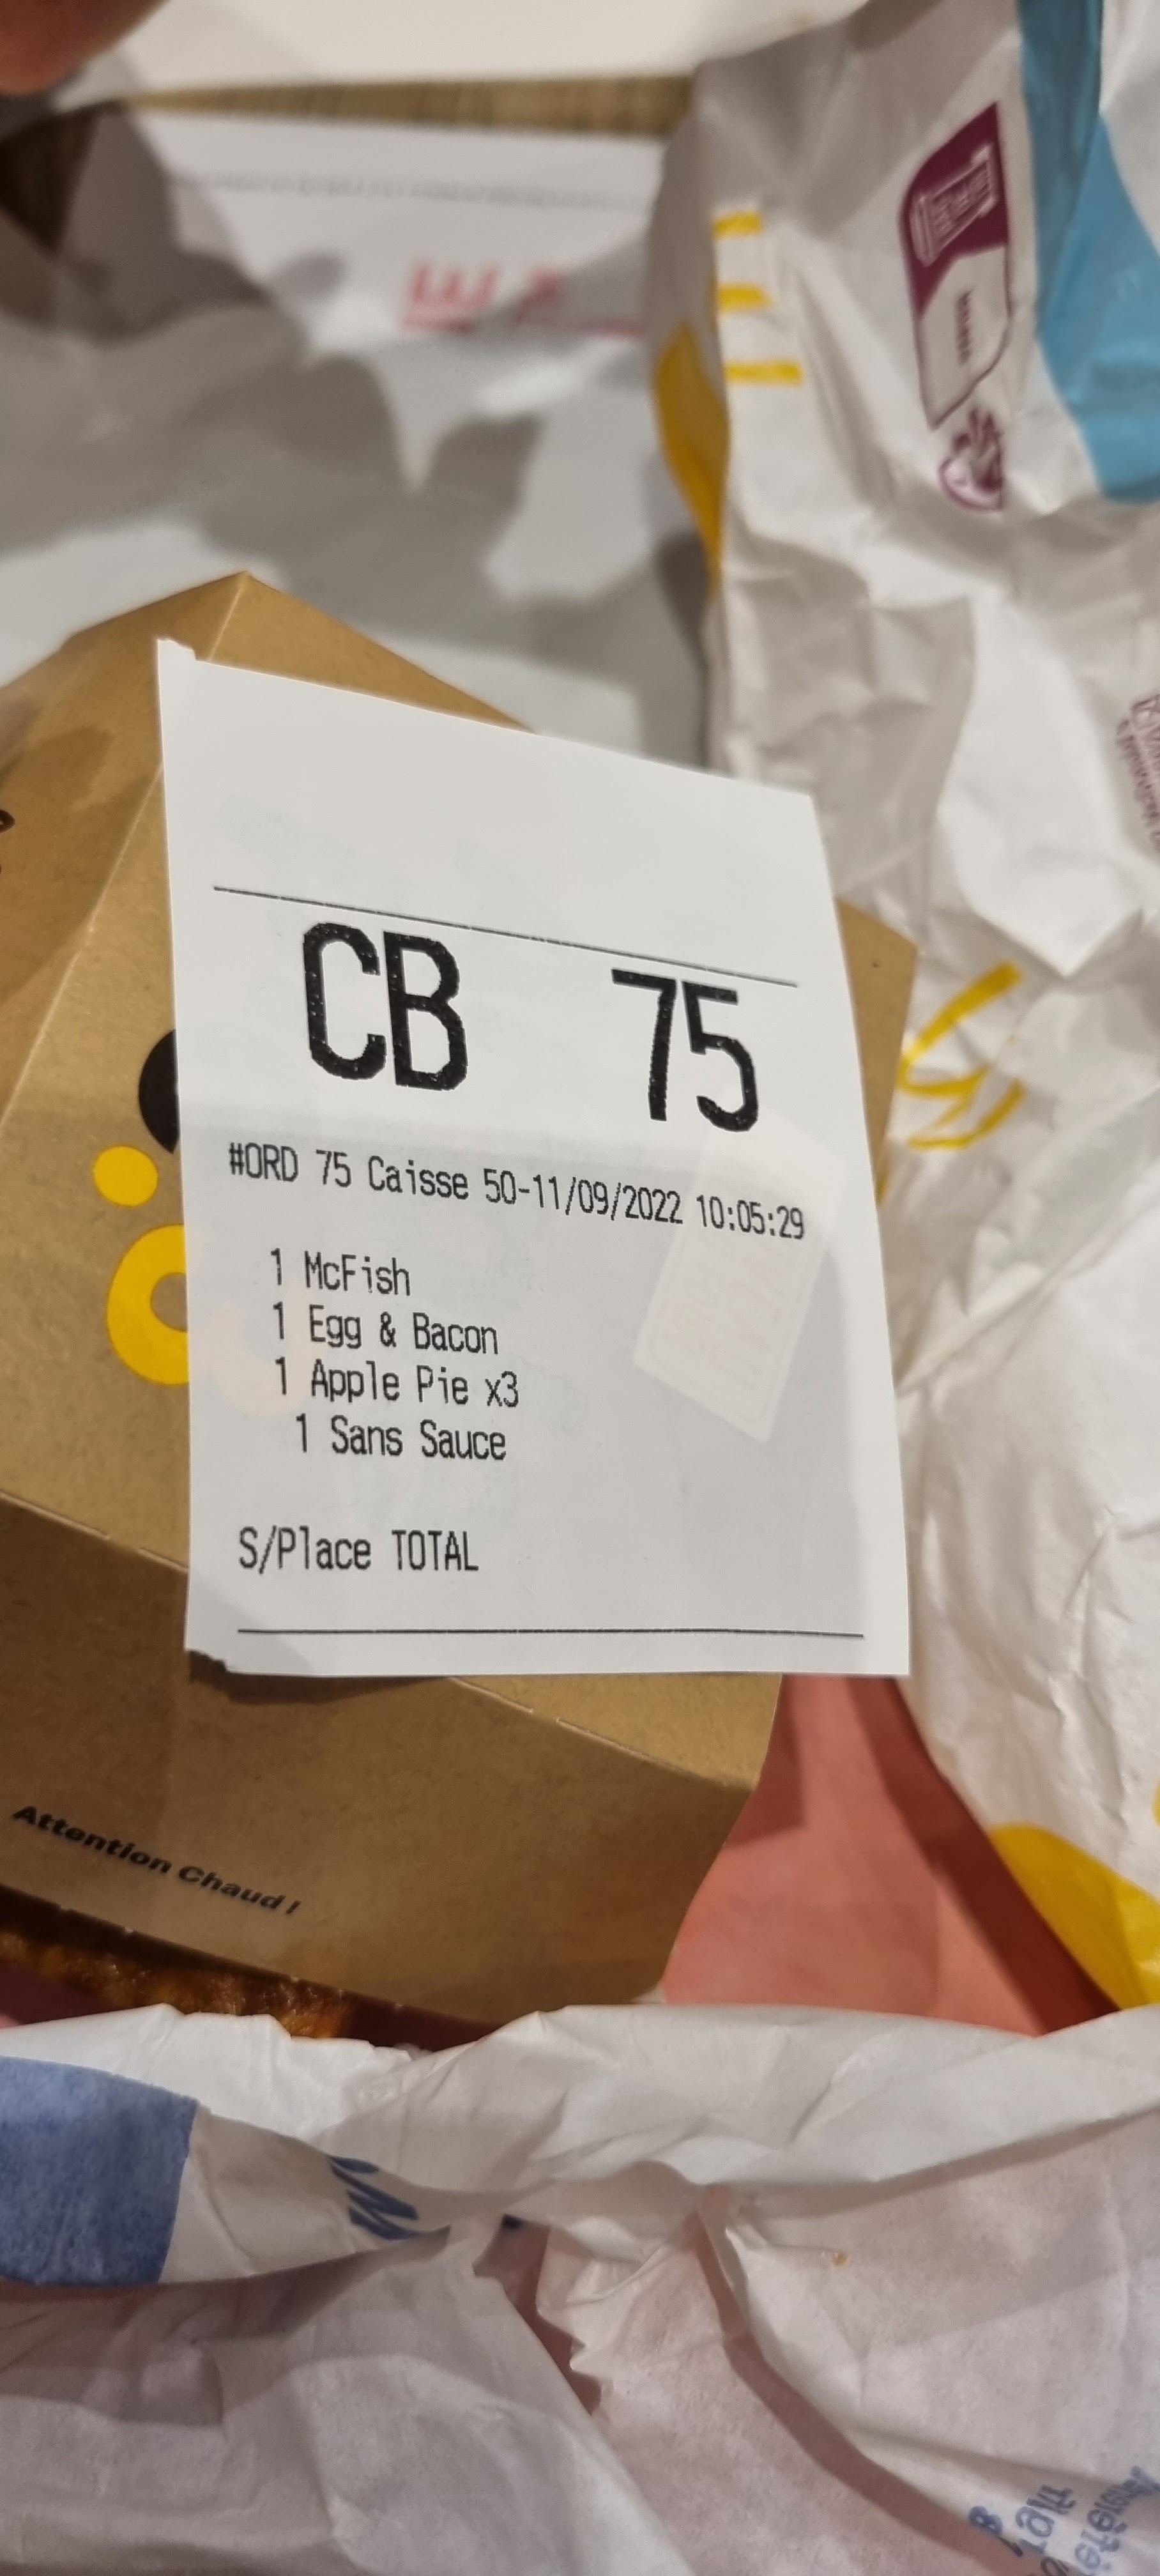 CB 75
#ORD 75 Caisse 50-11/09/2022 10:05:29
1 McFish
1 Egg & Bacon
1 Apple Pie x3
1 Sans Sauce
S/Place TOTAL
Attention Chaud !